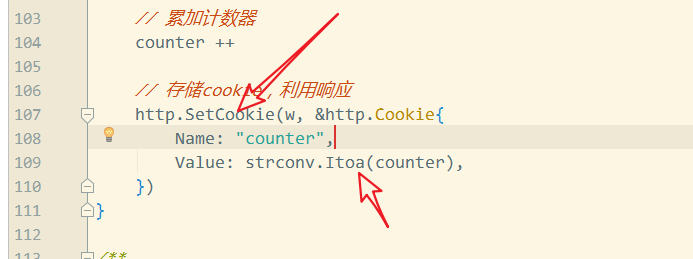 103 // 累加计数器
104 counter ++
105
106 // 存储cookie，利用响应
107 http.SetCookie(w, &http.Cookie{
108 Name: "counter",
109 Value: strconv.Itoa(counter),
110 })
111 }
112
113 /**